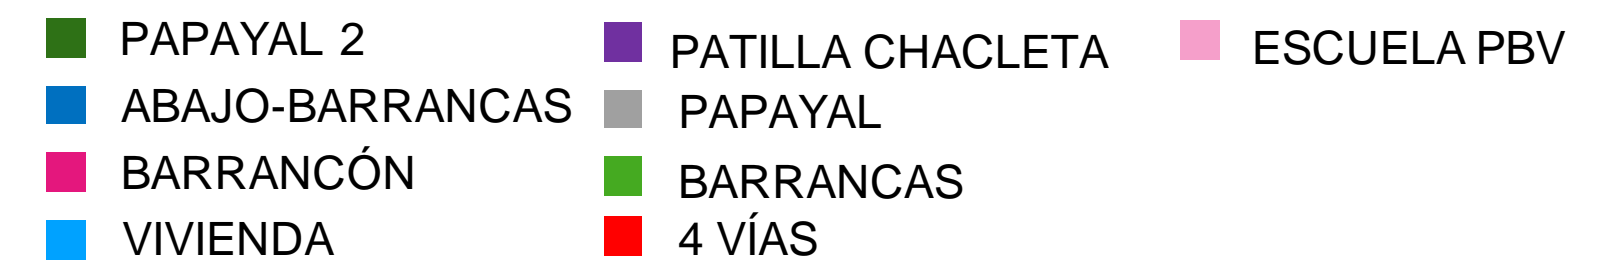 PAPAYAL 2
ABAJO-BARRANCAS
BARRANCÓN
VIVIENDA
PATILLA CHACLETA
PAPAYAL
BARRANCAS
4 VÍAS
ESCUELA PBV